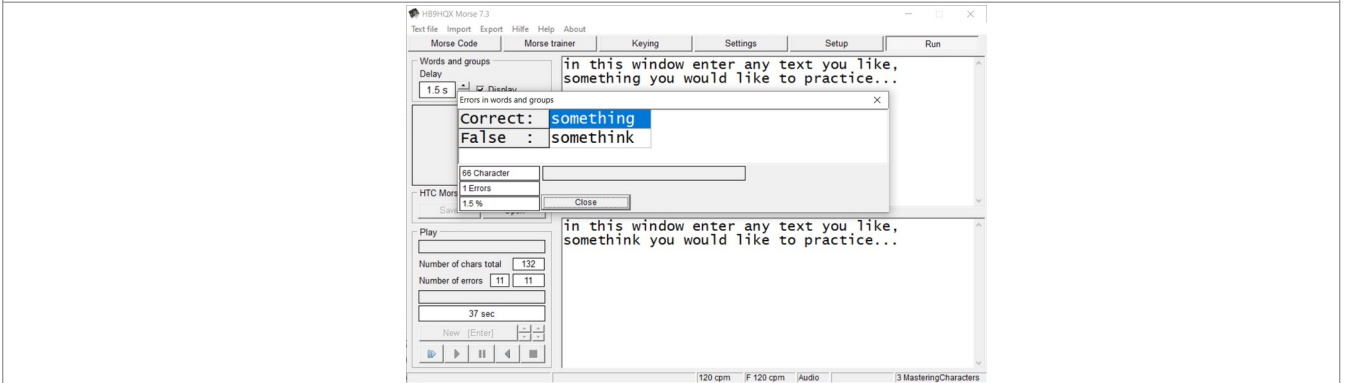 HB9HQX Morse 7.3
Text file Import Export Hilfe Help About
Morse Code Morse trainer Keying Settings Setup Run
Words and groups
Delay
1.5 s Display
in this window enter any text you like,
something you would like to practice...
Errors in words and groups
Correct: something
False : somethink
66 Character
1 Errors
1.5 %
Close
HTC Mors
in this window enter any text you like,
somethink you would like to practice...
Play
Number of chars total 132
Number of errors 11 11
37 sec
New [Enter]
120 cpm F 120 cpm Audio 3 MasteringCharacters